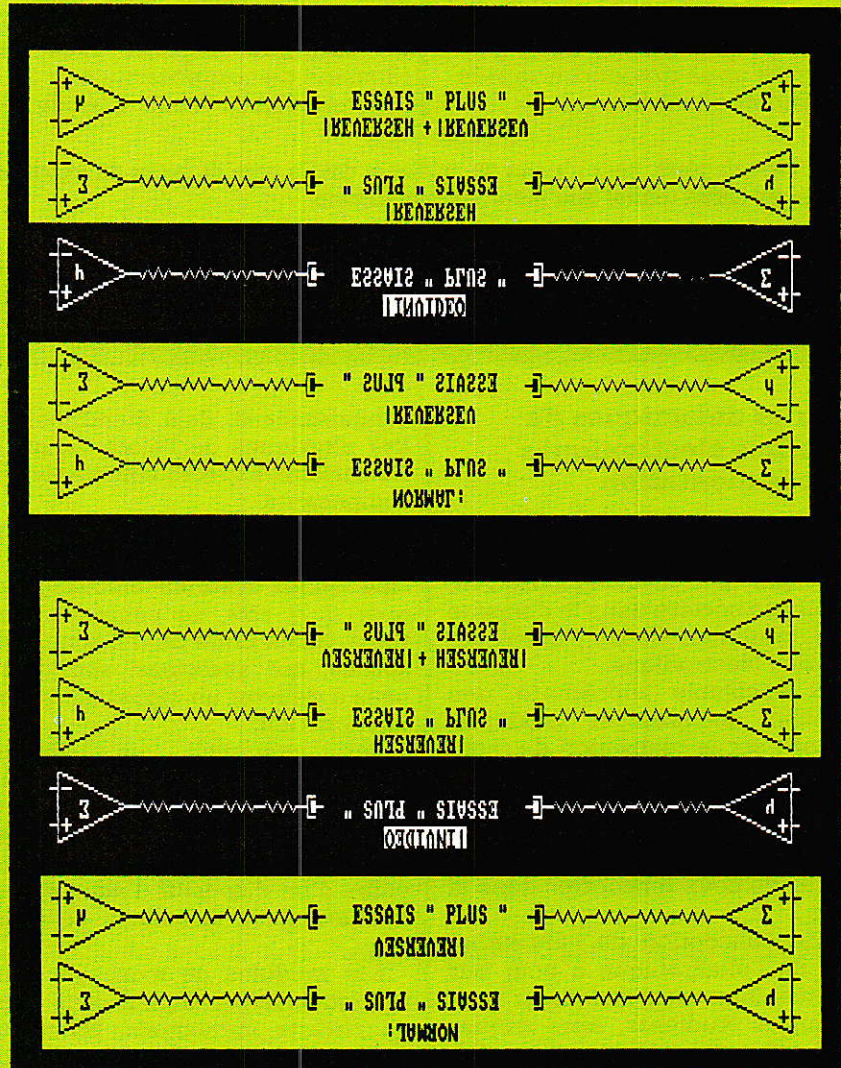 NORMAL:
µ ESSAIS " PLUS " Σ
|REVERSEV
ESSAIS " PLUS "
|INVIDEO
µ ESSAIS " PLUS " Σ
|REVERSEH
ESSAIS " PLUS "
|REVERSEH + |REVERSEV
µ ESSAIS " PLUS " Σ
NORMAL:
µ ESSAIS " PLUS " Σ
|REVERSEV
Σ ESSAIS " PLUS " µ
|INVIDEO
µ ESSAIS " PLUS " Σ
|REVERSEH
Σ ESSAIS " PLUS " µ
|REVERSEH + |REVERSEV
µ ESSAIS " PLUS " Σ